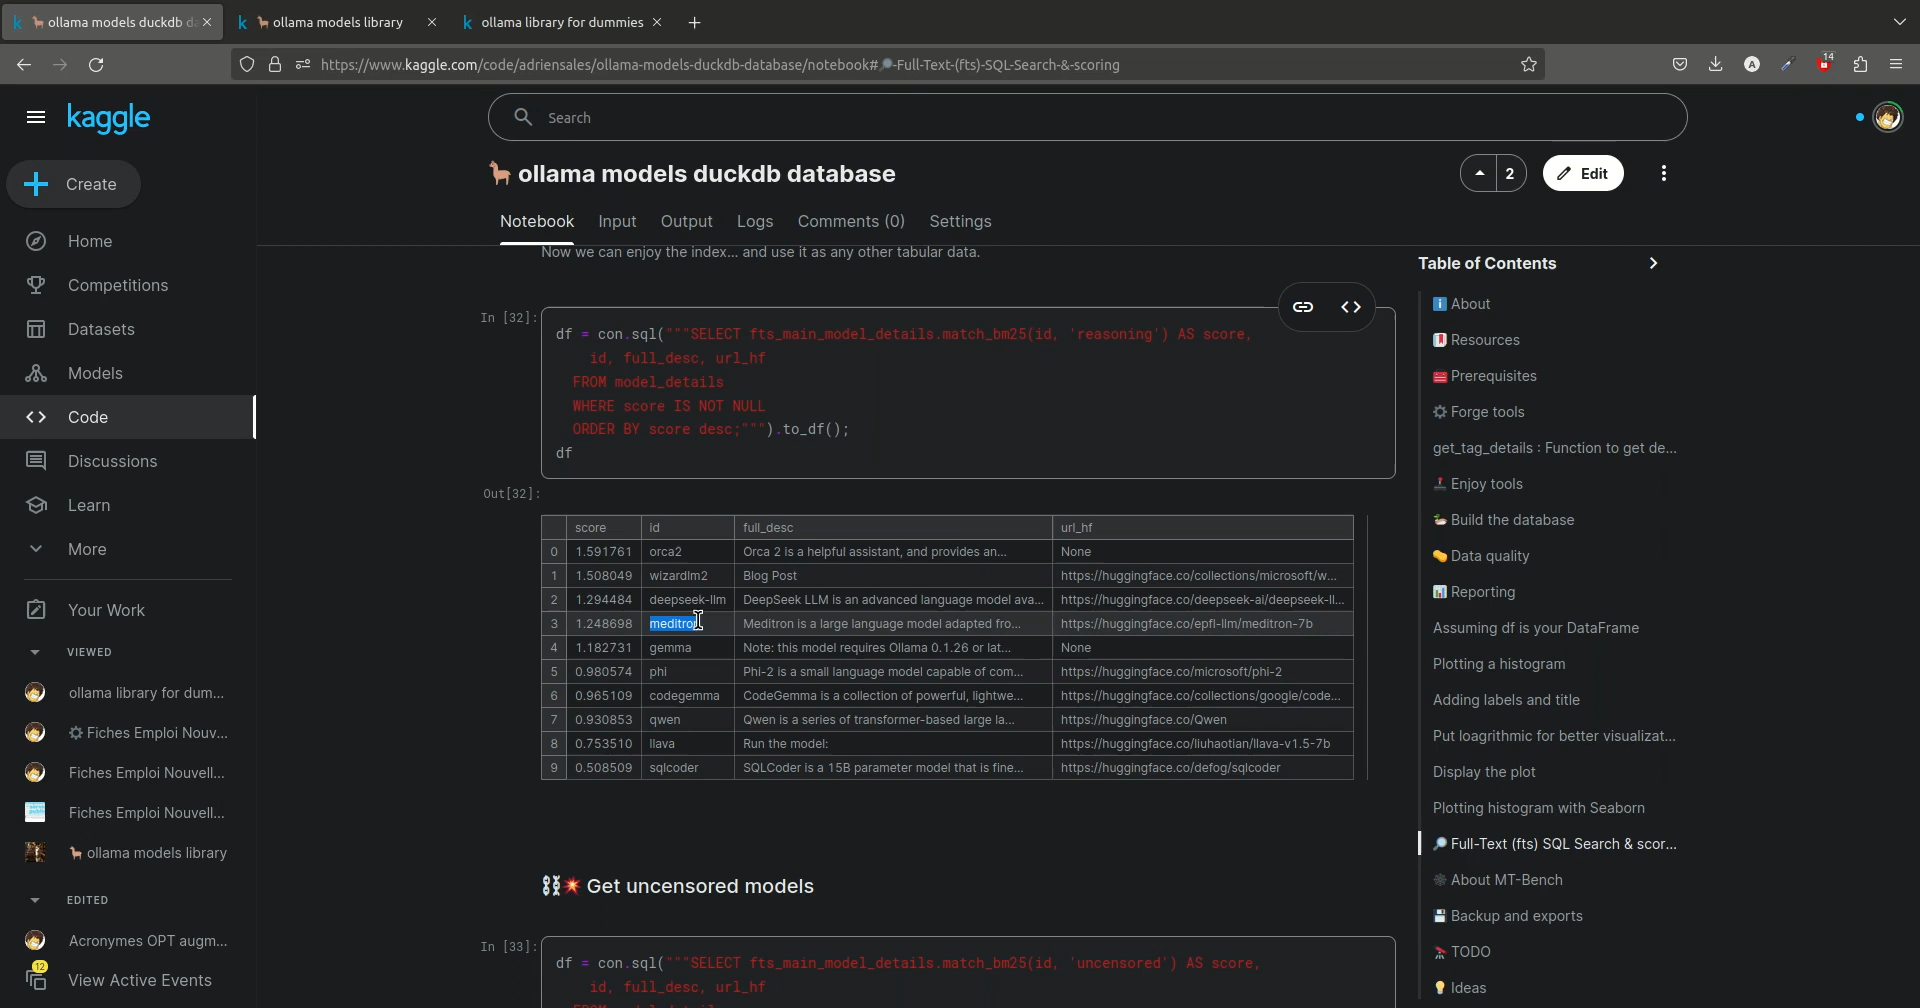 ollama models duckdb da
ollama models library
ollama library for dummies
https://www.kaggle.com/code/adriensales/ollama-models-duckdb-database/notebook#🔎-Full-Text-(fts)-SQL-Search-&-scoring
A
14
kaggle
Search
Create
Home
Competitions
Datasets
Models
Code
Discussions
Learn
More
Your Work
VIEWED
ollama library for dum...
⚙️ Fiches Emploi Nouv...
Fiches Emploi Nouvell...
Fiches Emploi Nouvell...
🦙 ollama models library
EDITED
Acronymes OPT augm...
12
View Active Events
🦙 ollama models duckdb database
2
Edit
Notebook Input Output Logs Comments (0) Settings
Now we can enjoy the index... and use it as any other tabular data.
In [32]:
df = con.sql("""SELECT fts_main_model_details.match_bm25(id, 'reasoning') AS score,
id, full_desc, url_hf
FROM model_details
WHERE score IS NOT NULL
ORDER BY score desc;""").to_df();
df
Out[32]:
score id full_desc url_hf
0 1.591761 orca2 Orca 2 is a helpful assistant, and provides an... None
1 1.508049 wizardlm2 Blog Post https://huggingface.co/collections/microsoft/w...
2 1.294484 deepseek-llm DeepSeek LLM is an advanced language model ava... https://huggingface.co/deepseek-ai/deepseek-ll...
3 1.248698 meditron Meditron is a large language model adapted fro... https://huggingface.co/epfl-llm/meditron-7b
4 1.182731 gemma Note: this model requires Ollama 0.1.26 or lat... None
5 0.980574 phi Phi-2 is a small language model capable of com... https://huggingface.co/microsoft/phi-2
6 0.965109 codegemma CodeGemma is a collection of powerful, lightwe... https://huggingface.co/collections/google/code...
7 0.930853 qwen Qwen is a series of transformer-based large la... https://huggingface.co/Qwen
8 0.753510 llava Run the model: https://huggingface.co/liuhaotian/llava-v1.5-7b
9 0.508509 sqlcoder SQLCoder is a 15B parameter model that is fine... https://huggingface.co/defog/sqlcoder
⛓️💥 Get uncensored models
In [33]:
df = con.sql("""SELECT fts_main_model_details.match_bm25(id, 'uncensored') AS score,
id, full_desc, url_hf
Table of Contents
ℹ️ About
Resources
Prerequisites
⚙️ Forge tools
get_tag_details : Function to get de...
🕹️ Enjoy tools
Build the database
Data quality
📊 Reporting
Assuming df is your DataFrame
Plotting a histogram
Adding labels and title
Put loagrithmic for better visualizat...
Display the plot
Plotting histogram with Seaborn
🔎 Full-Text (fts) SQL Search & scor...
About MT-Bench
💾 Backup and exports
TODO
💡 Ideas